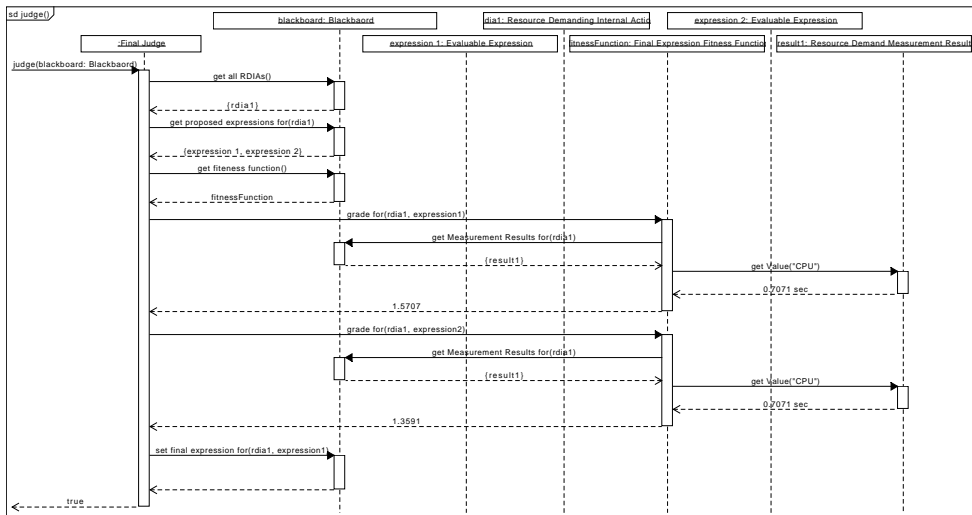 sd judge()
blackboard: Blackbaord
rdia1: Resource Demanding Internal Actio
expression 2: Evaluable Expression
:Final Judge
expression 1: Evaluable Expression
fitnessFunction: Final Expression Fitness Function
result1: Resource Demand Measurement Result
judge(blackboard: Blackbaord)
get all RDIAs()
{rdia1}
get proposed expressions for(rdia1)
{expression 1, expression 2}
get fiteness function()
fitnessFunction
grade for(rdia1, expression1)
get Measurement Results for(rdia1)
{result1}
get Value("CPU")
0.7071 sec
1.5707
grade for(rdia1, expression2)
get Measurement Results for(rdia1)
{result1}
get Value("CPU")
0.7071 sec
1.3591
set final expression for(rdia1, expression1)
true